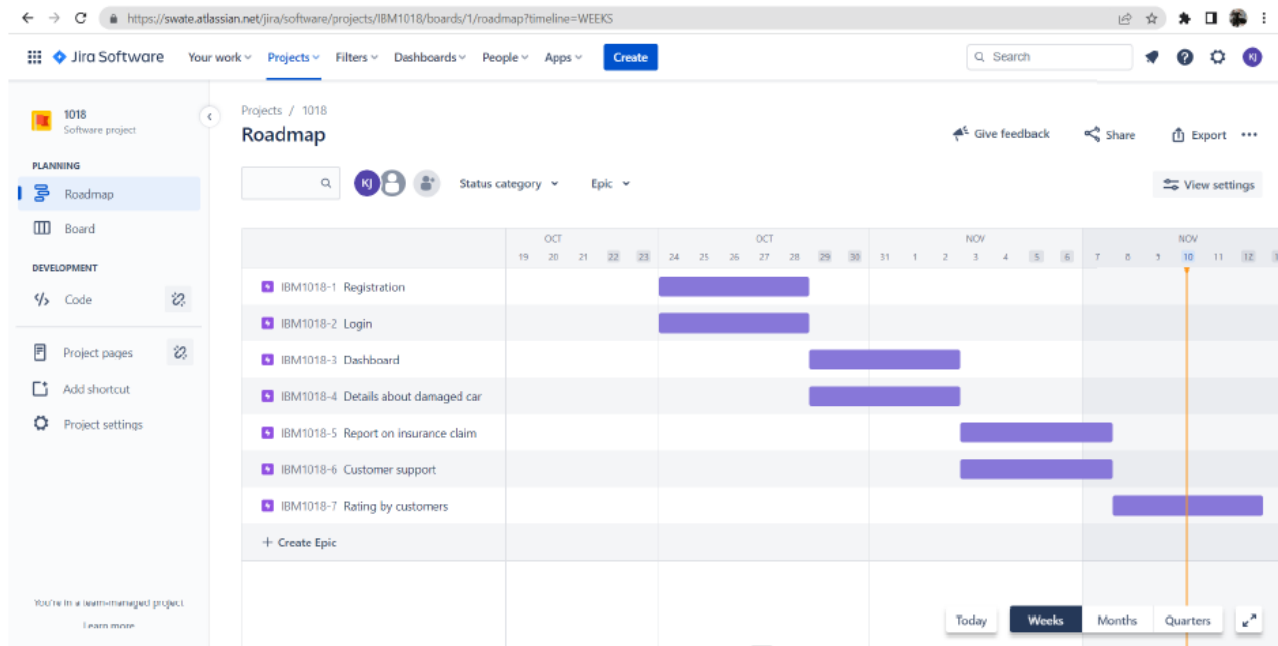 https://swate.atlassian.net/jira/software/projects/IBM1018/boards/1/roadmap?timeline=WEEKS
Jira Software Your work Projects Filters Dashboards People Apps Create Search KJ
1018
Software project
PLANNING
Roadmap
Board
DEVELOPMENT
Code
Project pages
Add shortcut
Project settings
You're in a team-managed project
Learn more
Projects / 1018
Roadmap
Give feedback Share Export
KJ Status category Epic View settings
OCT OCT NOV NOV
19 20 21 22 23 24 25 26 27 28 29 30 31 1 2 3 4 5 6 7 8 9 10 11 12
IBM1018-1 Registration
IBM1018-2 Login
IBM1018-3 Dashboard
IBM1018-4 Details about damaged car
IBM1018-5 Report on insurance claim
IBM1018-6 Customer support
IBM1018-7 Rating by customers
+ Create Epic
Today Weeks Months Quarters